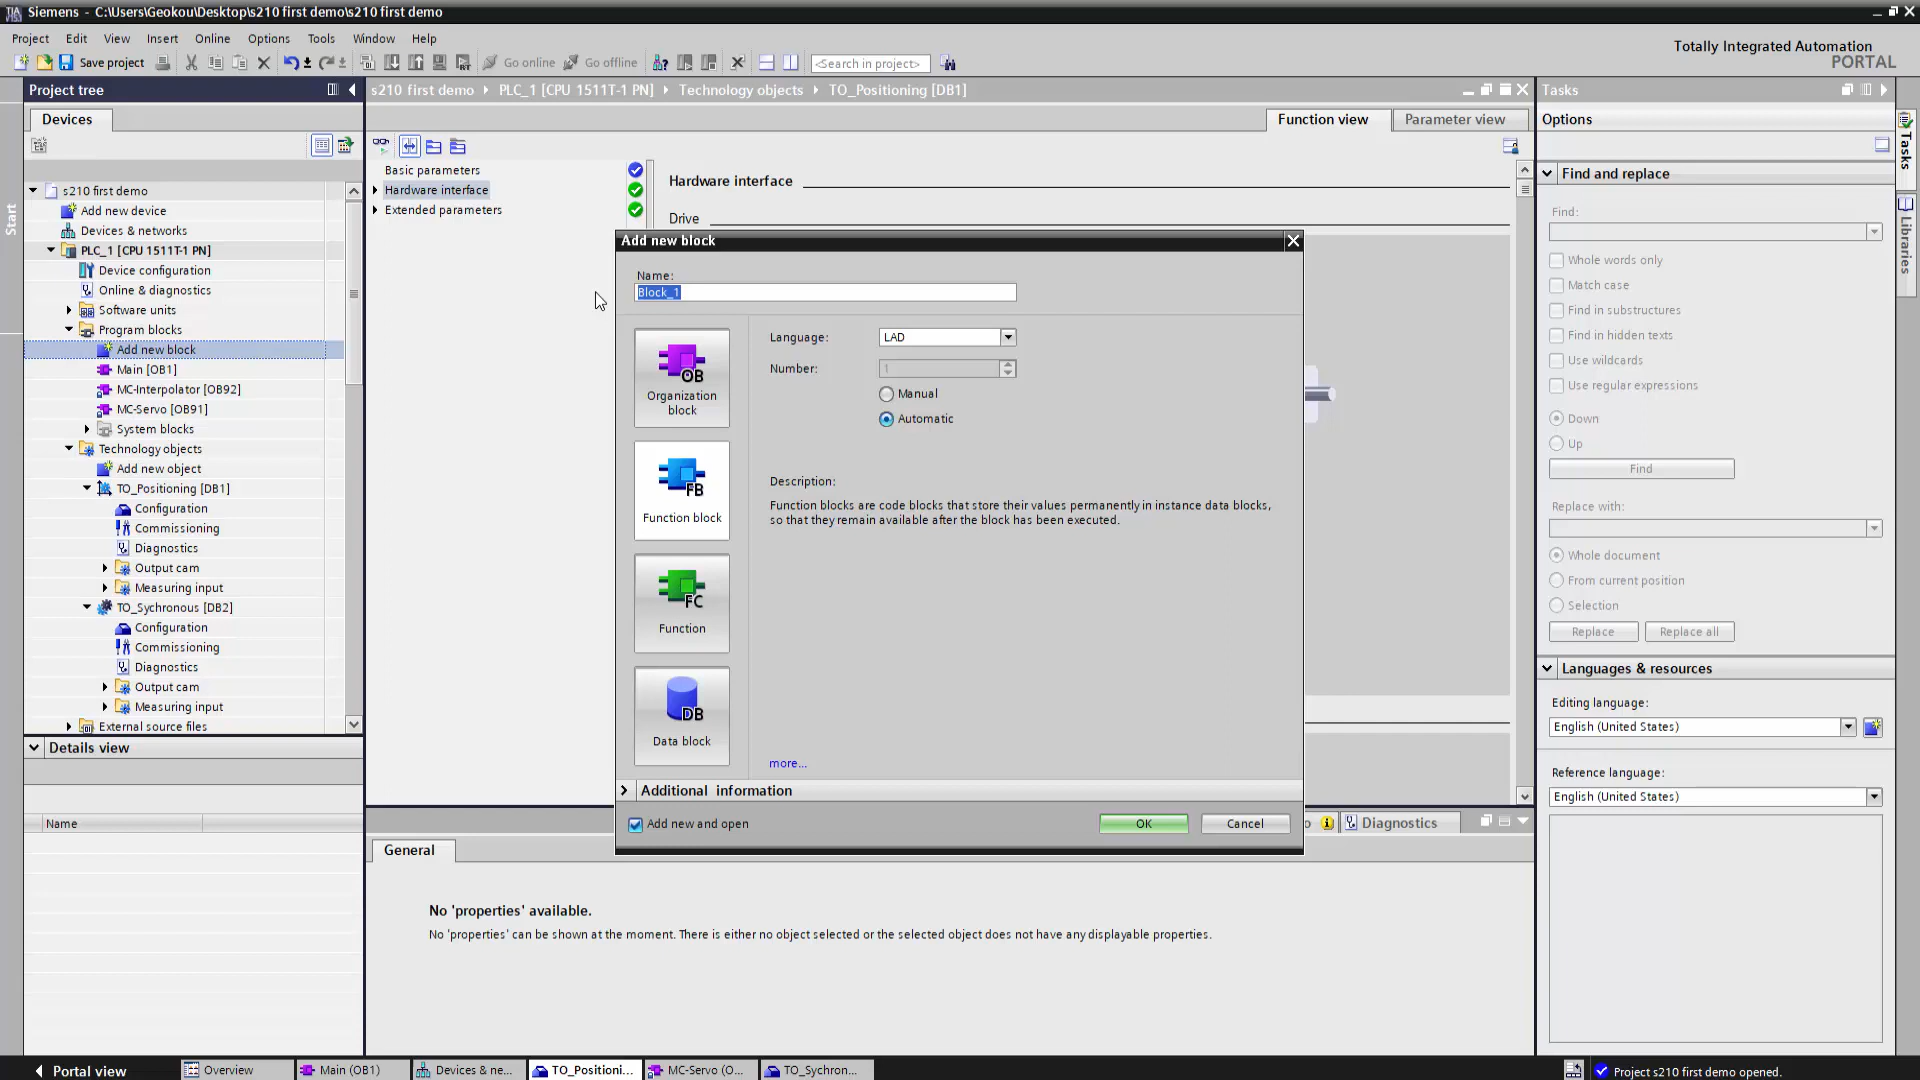 Siemens - C:\Users\Geokou\Desktop\s210 first demo\s210 first demo
Project Edit View Insert Online Options Tools Window Help
Totally Integrated Automation
PORTAL
Save project
Go online
Go offline
<Search in project>
Project tree
s210 first demo
PLC_1 [CPU 1511T-1 PN]
Technology objects
TO_Positioning [DB1]
Tasks
Devices
Function view
Parameter view
Options
Start
s210 first demo
Add new device
Devices & networks
PLC_1 [CPU 1511T-1 PN]
Device configuration
Online & diagnostics
Software units
Program blocks
Add new block
Main [OB1]
MC-Interpolator [OB92]
MC-Servo [OB91]
System blocks
Technology objects
Add new object
TO_Positioning [DB1]
Configuration
Commissioning
Diagnostics
Output cam
Measuring input
TO_Sychronous [DB2]
Configuration
Commissioning
Diagnostics
Output cam
Measuring input
External source files
Details view
Name
Basic parameters
Hardware interface
Extended parameters
Hardware interface
Drive
Add new block
Name:
Block_1
OB
Organization
block
FB
Function block
FC
Function
DB
Data block
Language:
LAD
Number:
1
Manual
Automatic
Description:
Function blocks are code blocks that store their values permanently in instance data blocks,
so that they remain available after the block has been executed.
more...
Additional information
Add new and open
OK
Cancel
Diagnostics
General
No 'properties' available.
No 'properties' can be shown at the moment. There is either no object selected or the selected object does not have any displayable properties.
Find and replace
Find:
Whole words only
Match case
Find in substructures
Find in hidden texts
Use wildcards
Use regular expressions
Down
Up
Find
Replace with:
Whole document
From current position
Selection
Replace
Replace all
Languages & resources
Editing language:
English (United States)
Reference language:
English (United States)
Tasks
Libraries
Portal view
Overview
Main (OB1)
Devices & ne...
TO_Positioni...
MC-Servo (O...
TO_Sychron...
Project s210 first demo opened.